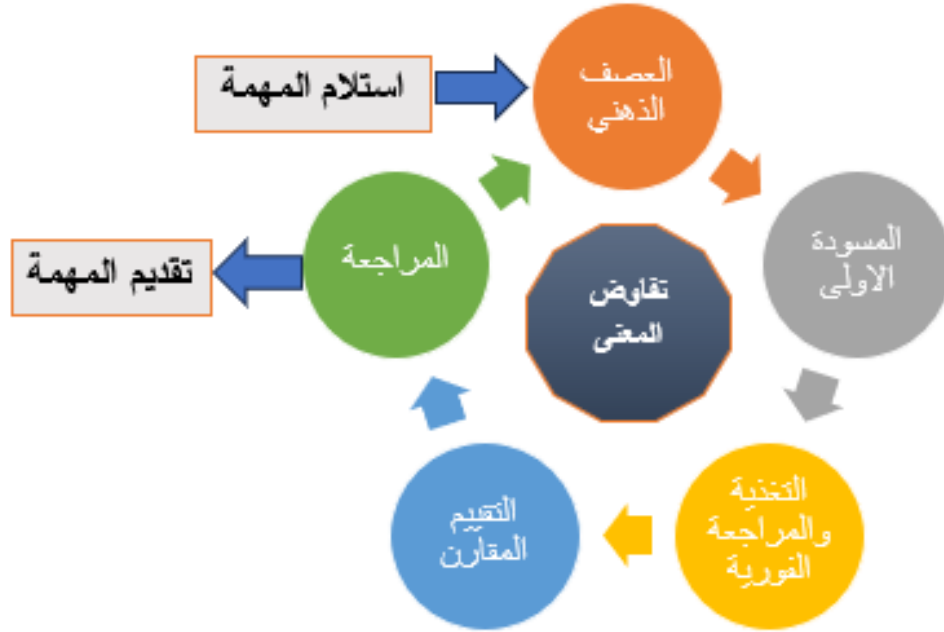 استلام المهمة
العصف
الذهني
المسودة
الاولى
التغذية
والمراجعة
الفورية
التقييم
المقارن
المراجعة
تقديم المهمة
تفاوض
المعنى